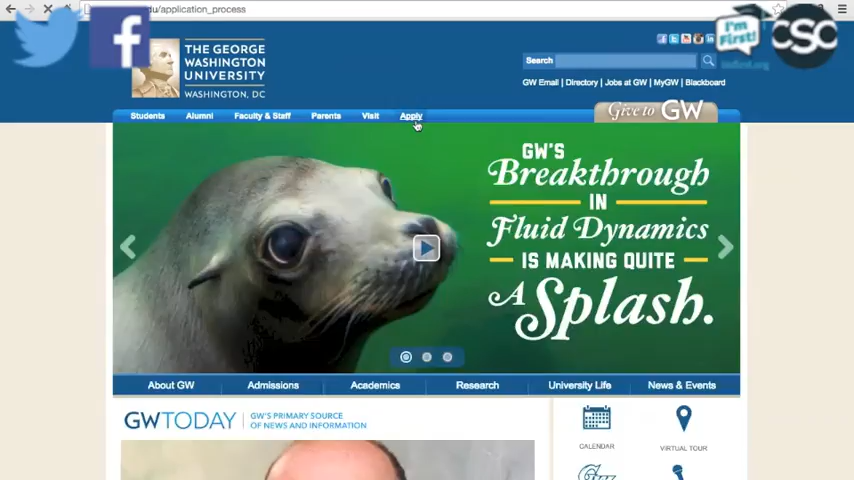 edu/application_process
I'm
First!
imfirst.org
CSC
THE GEORGE
WASHINGTON
UNIVERSITY
WASHINGTON, DC
Search
GW Email | Directory | Jobs at GW | MyGW | Blackboard
Students Alumni Faculty & Staff Parents Visit Apply
Give to GW
GW'S
Breakthrough
IN
Fluid Dynamics
IS MAKING QUITE
A Splash.
About GW Admissions Academics Research University Life News & Events
GWTODAY
GW'S PRIMARY SOURCE
OF NEWS AND INFORMATION
CALENDAR
VIRTUAL TOUR